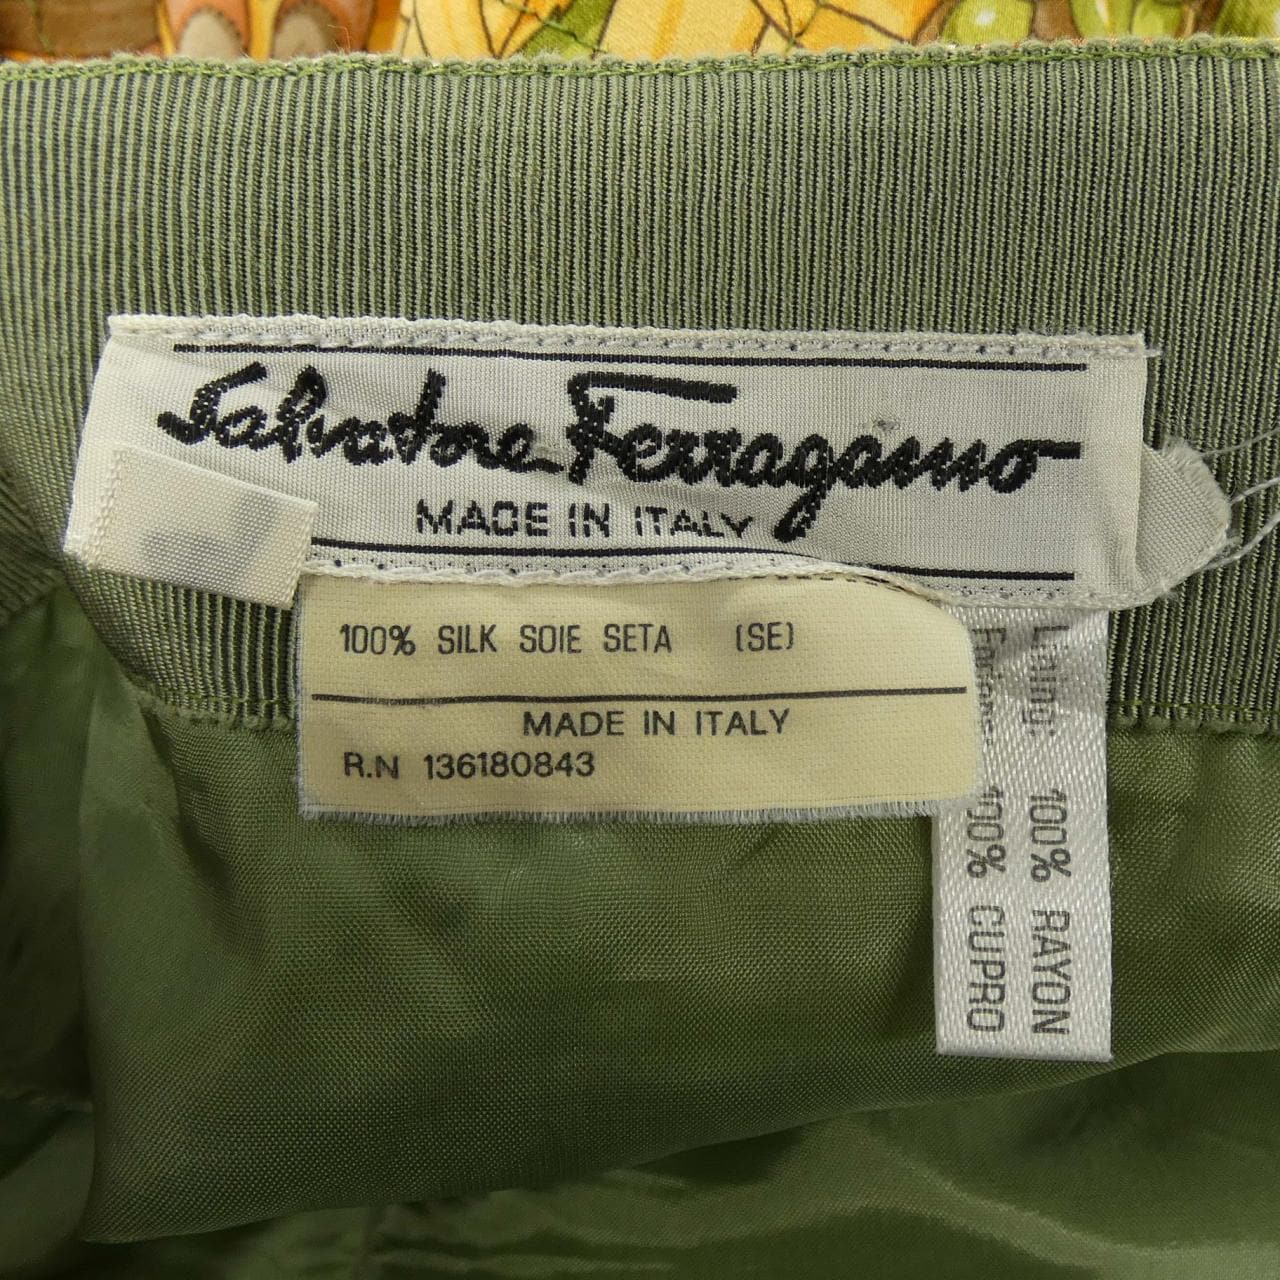 Salvatore Ferragamo
MADE IN ITALY
100% SILK SOIE SETA (SE)
MADE IN ITALY
R.N 136180843
Lining: 100% RAYON
100% CUPRO